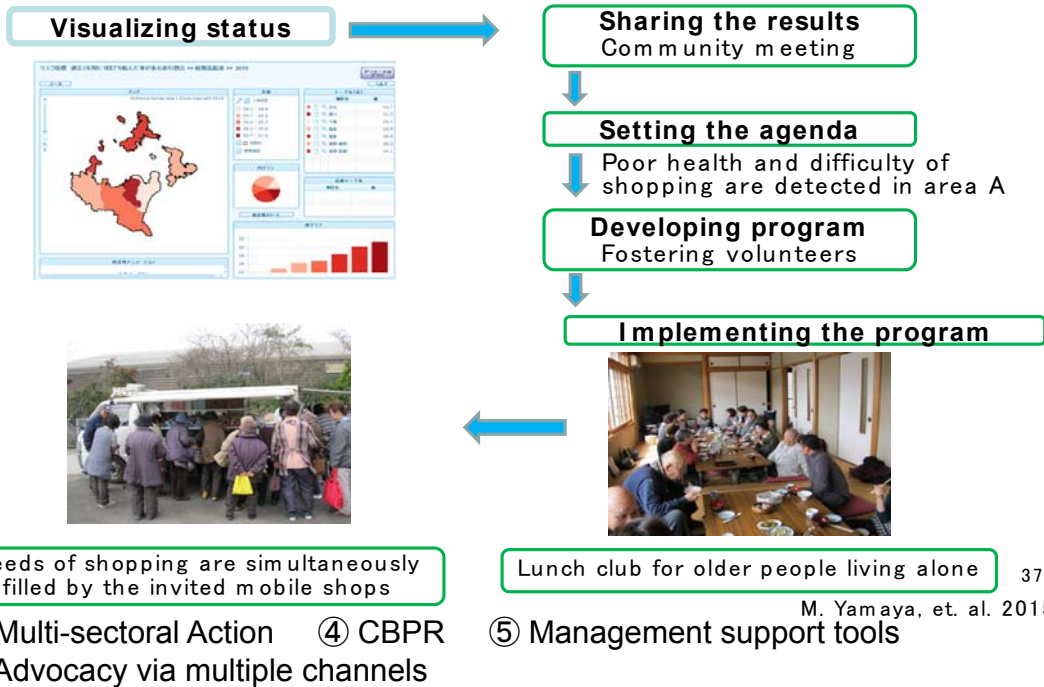 Visualizing status
Sharing the results
Community meeting
Setting the agenda
Poor health and difficulty of
shopping are detected in area A
Developing program
Fostering volunteers
Implementing the program
eeds of shopping are simultaneously
filled by the invited mobile shops
Lunch club for older people living alone
37
M. Yamaya, et. al. 2015
Multi-sectoral Action ④ CBPR ⑤ Management support tools
Advocacy via multiple channels